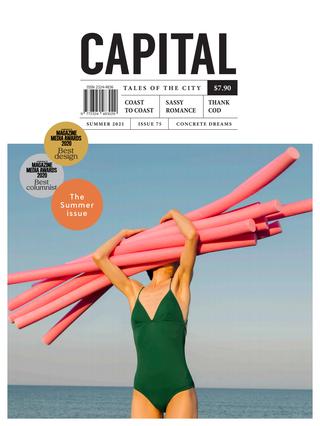 CAPITAL
ISSN 2324-4836
TALES OF THE CITY
$7.90
COAST
TO COAST
SASSY
ROMANCE
THANK
COD
SUMMER 2021
ISSUE 75
CONCRETE DREAMS
MAGAZINE
MEDIA AWARDS
2020
Best
design
MAGAZINE
MEDIA AWARDS
2020
Best
columnist
The
Summer
issue